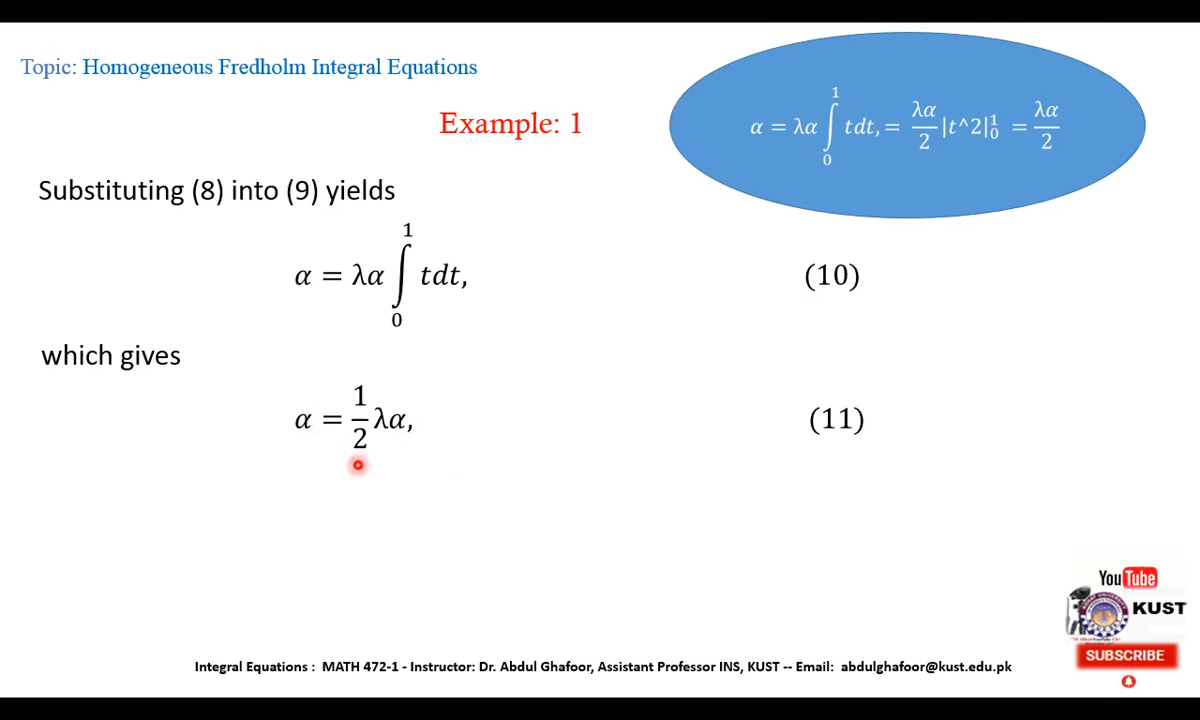 Topic: Homogeneous Fredholm Integral Equations
Example: 1
α = λα ∫₀¹ tdt, = λα/2 |t^2|₀¹ = λα/2
Substituting (8) into (9) yields
α = λα ∫₀¹ tdt, (10)
which gives
α = 1/2 λα, (11)
YouTube
KUST
SUBSCRIBE
Integral Equations : MATH 472-1 - Instructor: Dr. Abdul Ghafoor, Assistant Professor INS, KUST -- Email: abdulghafoor@kust.edu.pk